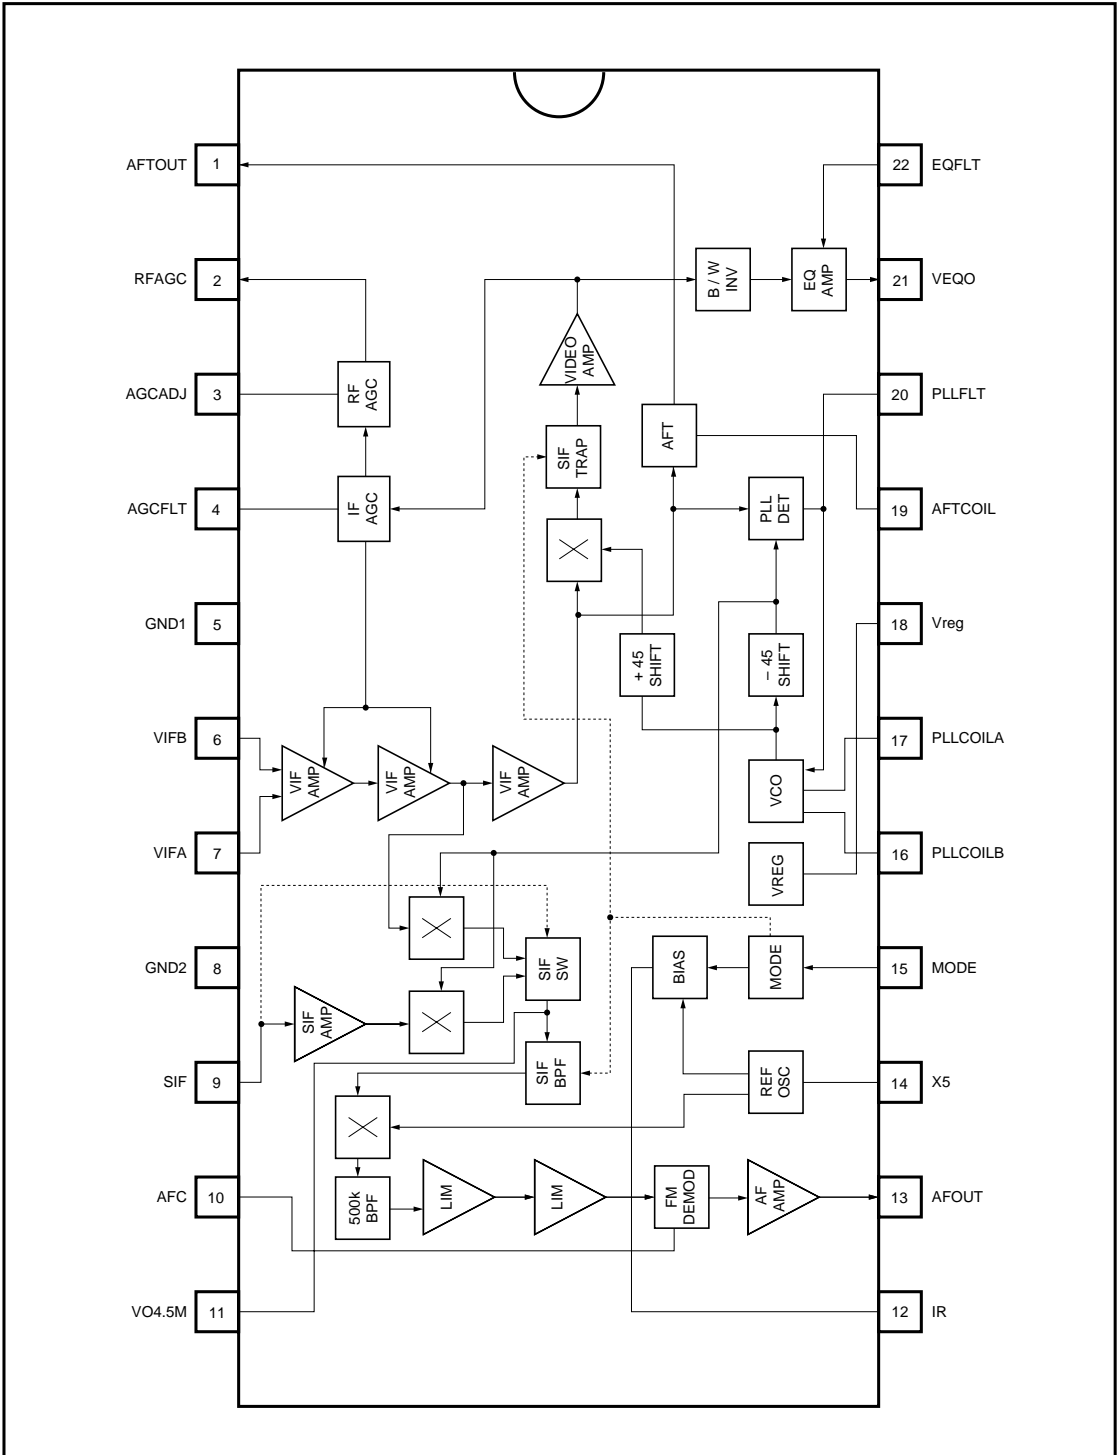 AFTOUT
1
RFAGC
2
AGCADJ
3
AGCFLT
4
GND1
5
VIFB
6
VIFA
7
GND2
8
SIF
9
AFC
10
VO4.5M
11
22
EQFLT
21
VEQO
20
PLLFLT
19
AFTCOIL
18
Vreg
17
PLLCOILA
16
PLLCOILB
15
MODE
14
X5
13
AFOUT
12
IR
B / W
INV
EQ
AMP
VIDEO
AMP
RF
AGC
AFT
SIF
TRAP
IF
AGC
PLL
DET
+ 45
SHIFT
– 45
SHIFT
VIF
AMP
VIF
AMP
VIF
AMP
VCO
VREG
SIF
SW
BIAS
MODE
SIF
AMP
SIF
BPF
REF
OSC
500k
BPF
LIM
LIM
FM
DEMOD
AF
AMP